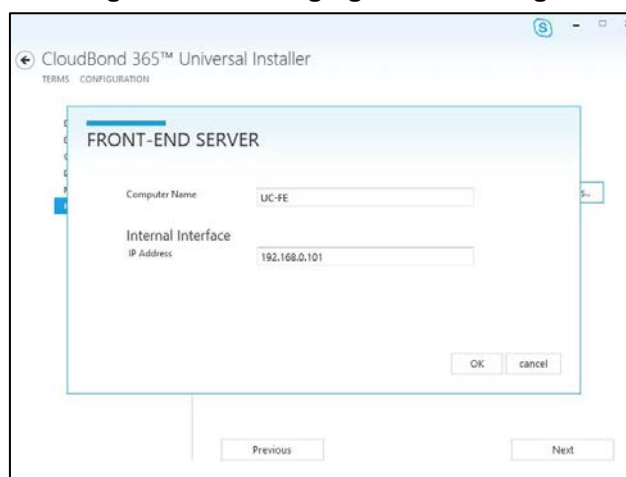 CloudBond 365™ Universal Installer
TERMS CONFIGURATION
FRONT-END SERVER
Computer Name UC-FE
Internal Interface
IP Address 192.168.0.101
OK cancel
Previous Next